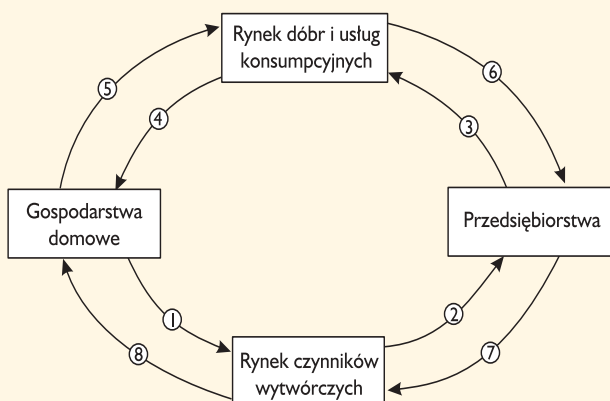 Rynek dóbr i usług
konsumpcyjnych
5
6
4
3
Gospodarstwa
domowe
Przedsiębiorstwa
1
2
8
7
Rynek czynników
wytwórczych